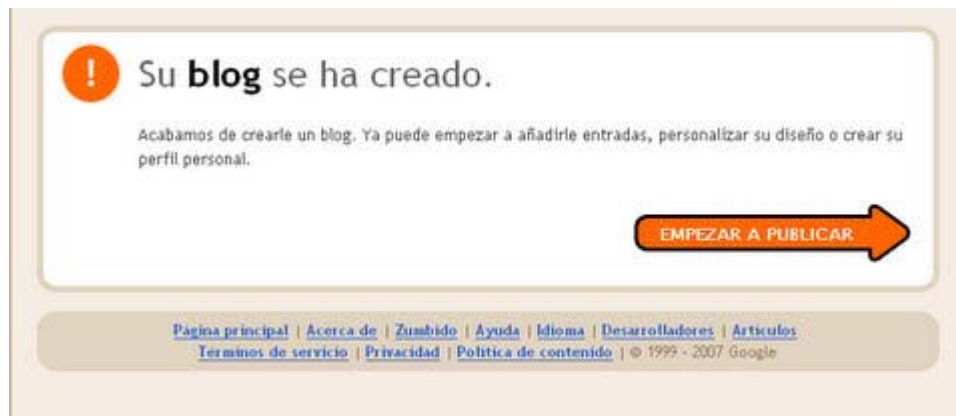 !
Su blog se ha creado.
Acabamos de crearle un blog. Ya puede empezar a añadirle entradas, personalizar su diseño o crear su
perfil personal.
EMPEZAR A PUBLICAR
Página principal | Acerca de | Zumbido | Ayuda | Idioma | Desarrolladores | Artículos
Términos de servicio | Privacidad | Política de contenido | © 1999 - 2007 Google